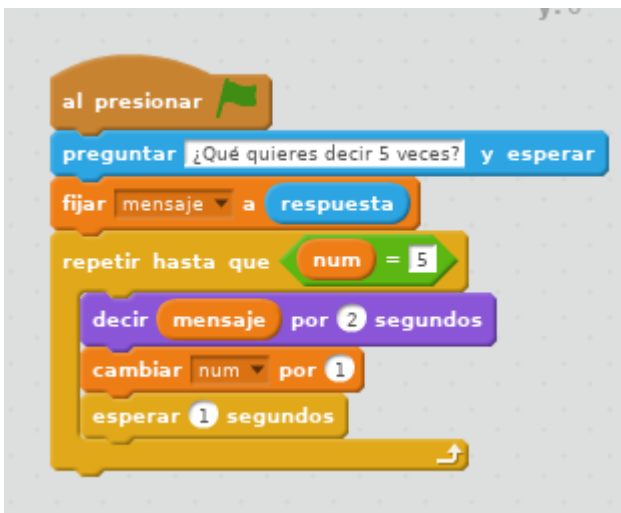 al presionar
preguntar ¿Qué quieres decir 5 veces? y esperar
fijar mensaje a respuesta
repetir hasta que num = 5
decir mensaje por 2 segundos
cambiar num por 1
esperar 1 segundos